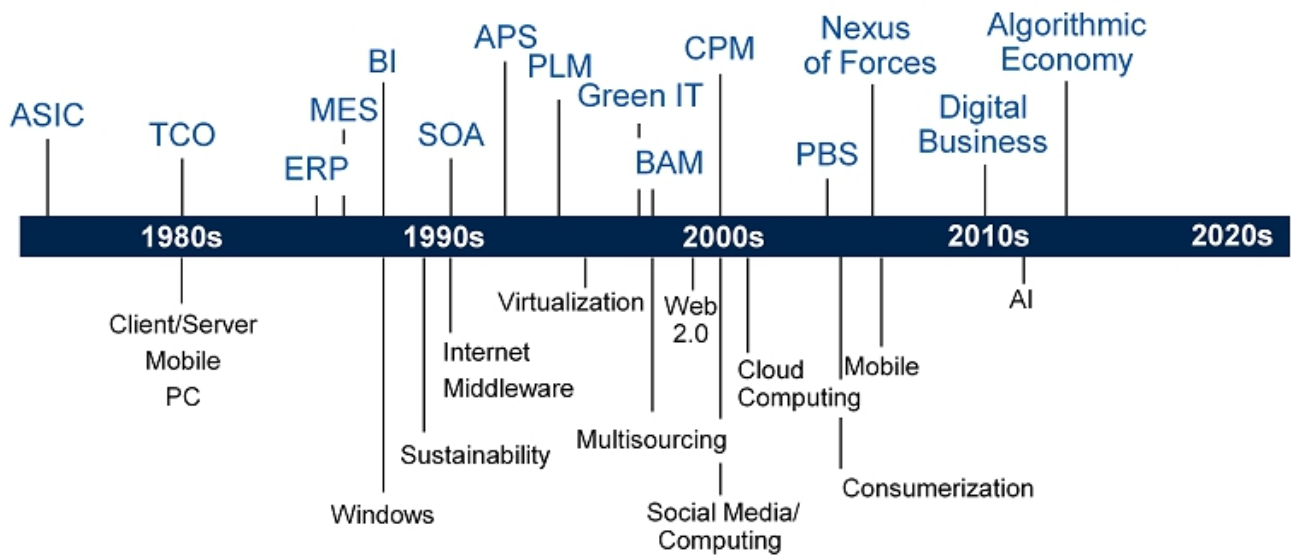 ASIC
TCO
ERP
MES
BI
SOA
APS
PLM
Green IT
BAM
CPM
PBS
Nexus
of Forces
Digital
Business
Algorithmic
Economy
1980s
1990s
2000s
2010s
2020s
Client/Server
Mobile
PC
Windows
Sustainability
Internet
Middleware
Virtualization
Multisourcing
Web
2.0
Social Media/
Computing
Cloud
Computing
Consumerization
Mobile
AI